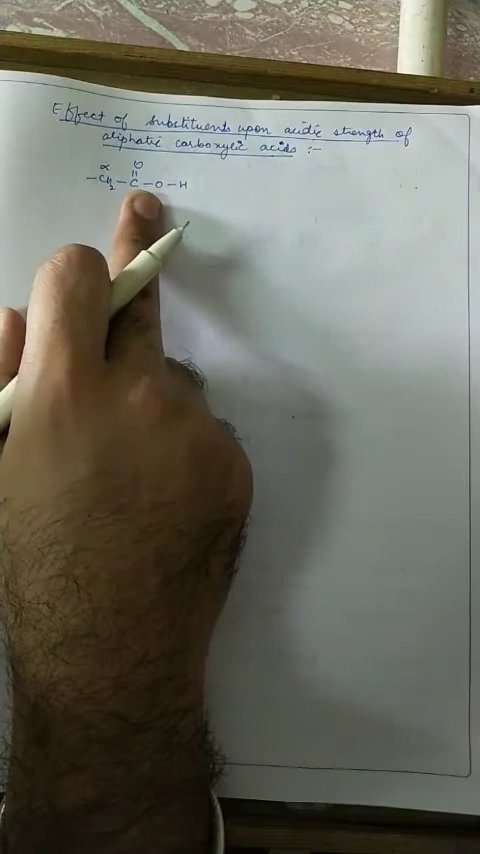 Effect of substituents upon acidic strength of
aliphatic carboxylic acids :-
α O
-CH2-C-O-H